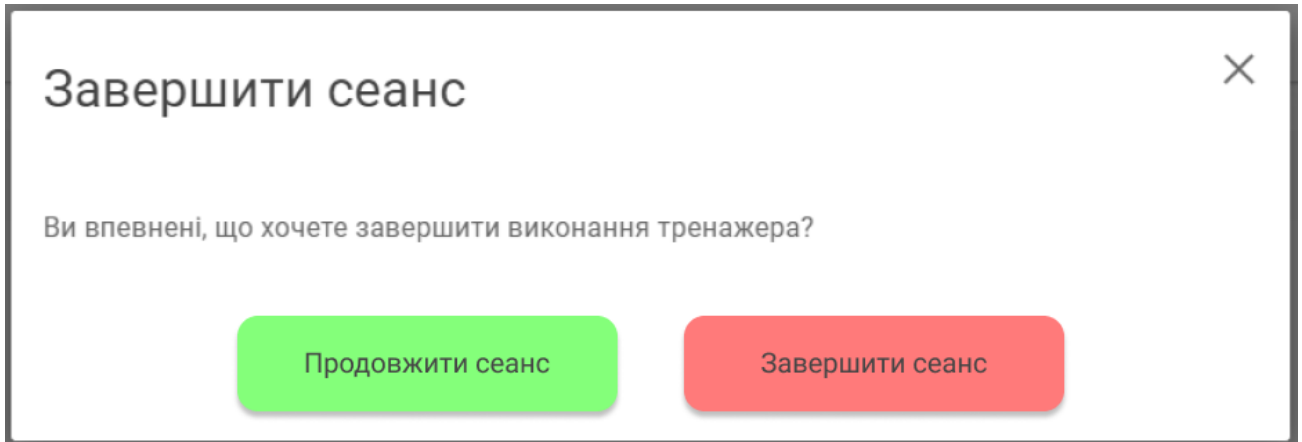 Завершити сеанс
Ви впевнені, що хочете завершити виконання тренажера?
Продовжити сеанс
Завершити сеанс